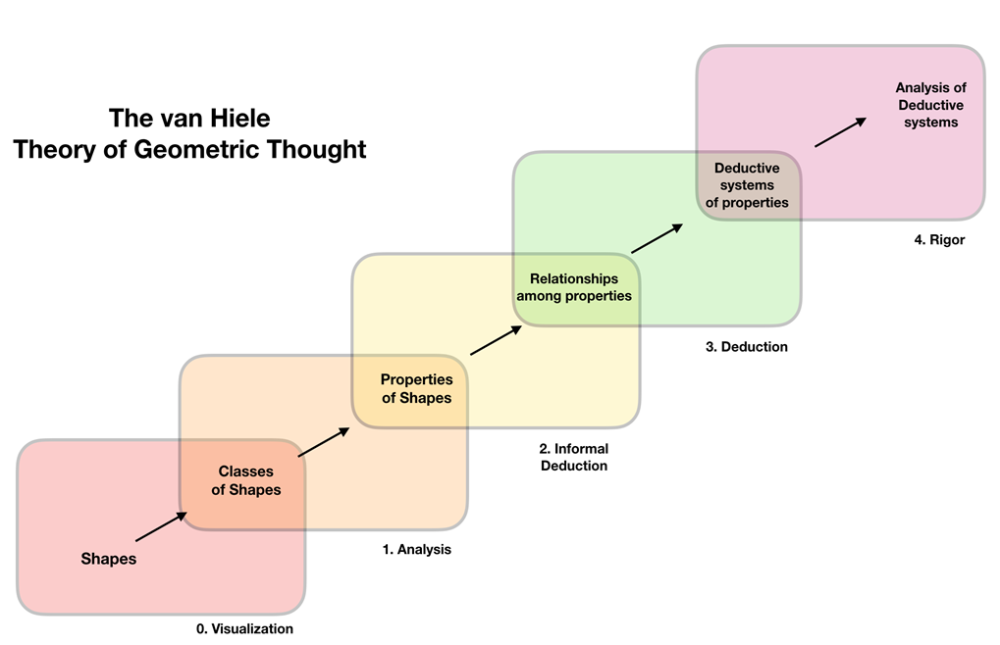 The van Hiele
Theory of Geometric Thought
Analysis of
Deductive
systems
4. Rigor
Deductive
systems
of properties
3. Deduction
Relationships
among properties
2. Informal
Deduction
Properties
of Shapes
1. Analysis
Classes
of Shapes
Shapes
0. Visualization